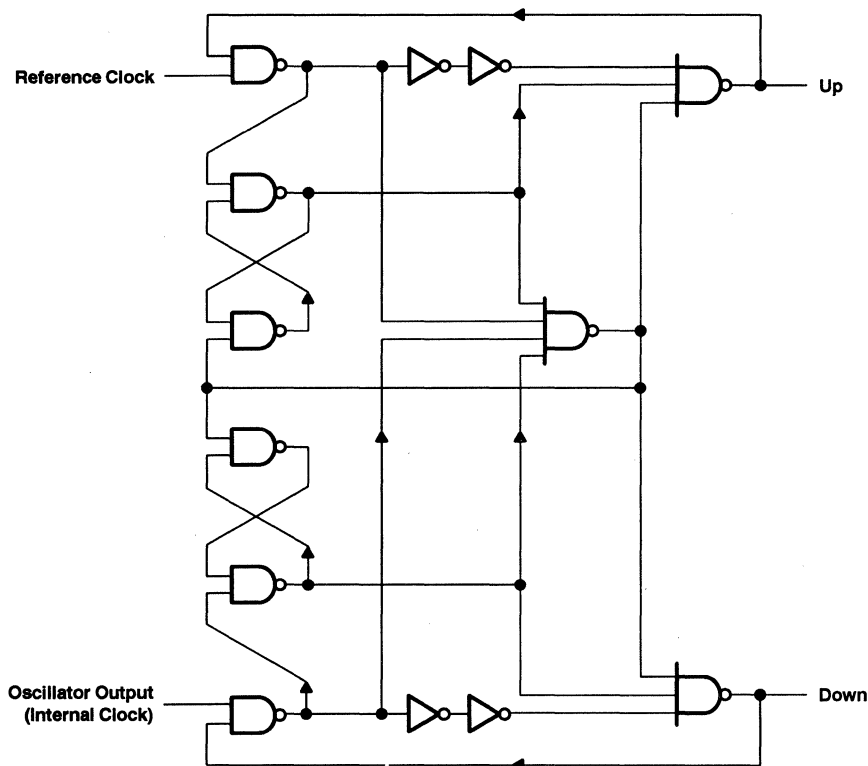 Reference Clock
Up
Oscillator Output
(Internal Clock)
Down